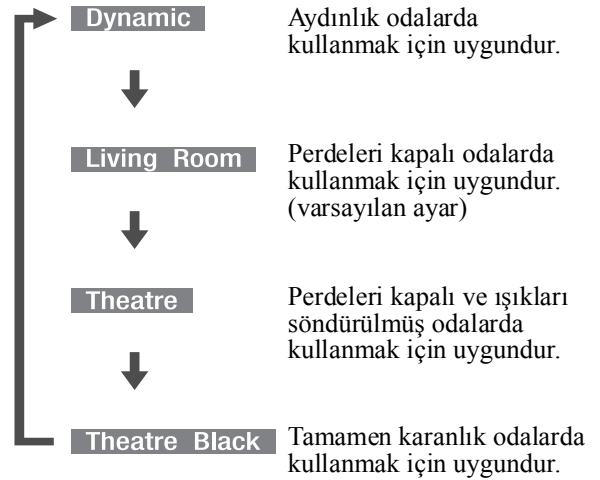 Dynamic
Aydınlık odalarda
kullanmak için uygundur.
Living Room
Perdeleri kapalı odalarda
kullanmak için uygundur.
(varsayılan ayar)
Theatre
Perdeleri kapalı ve ışıkları
söndürülmüş odalarda
kullanmak için uygundur.
Theatre Black
Tamamen karanlık odalarda
kullanmak için uygundur.